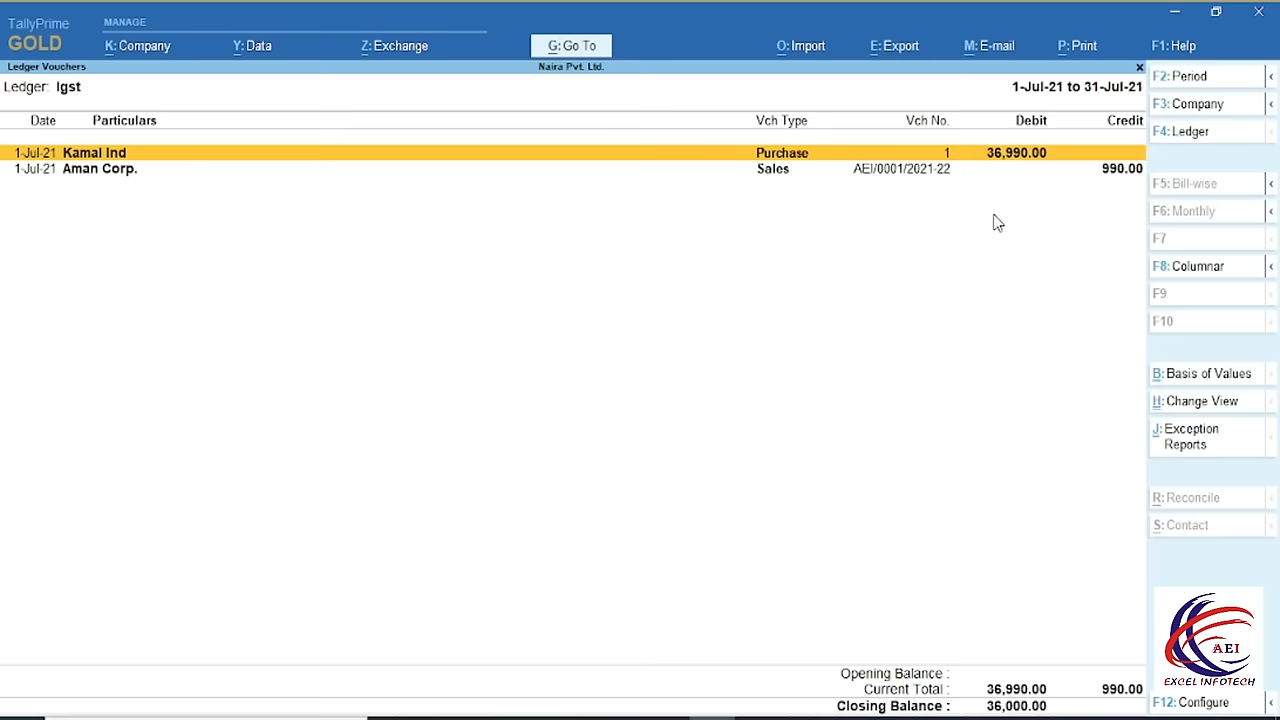 TallyPrime
GOLD
MANAGE
K: Company
Y: Data
Z: Exchange
G: Go To
O: Import
E: Export
M: E-mail
P: Print
F1: Help
Ledger Vouchers
Naira Pvt. Ltd.
x
Ledger: Igst
1-Jul-21 to 31-Jul-21
Date Particulars Vch Type Vch No. Debit Credit
1-Jul-21 Kamal Ind Purchase 1 36,990.00
1-Jul-21 Aman Corp. Sales AEI/0001/2021-22 990.00
Opening Balance :
Current Total : 36,990.00 990.00
Closing Balance : 36,000.00
F2: Period
F3: Company
F4: Ledger
F5: Bill-wise
F6: Monthly
F7
F8: Columnar
F9
F10
B: Basis of Values
H: Change View
J: Exception
Reports
R: Reconcile
S: Contact
AEI
EXCEL INFOTECH
F12: Configure